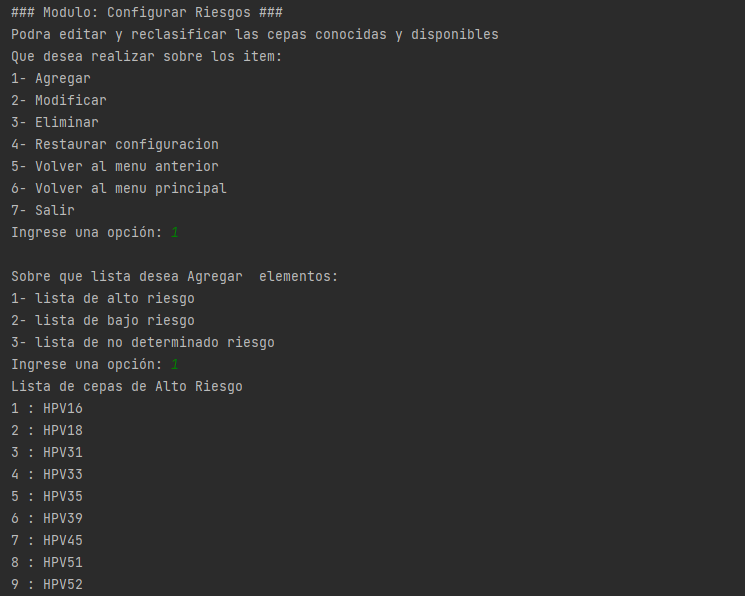 ### Modulo: Configurar Riesgos ###
Podra editar y reclasificar las cepas conocidas y disponibles
Que desea realizar sobre los item:
1- Agregar
2- Modificar
3- Eliminar
4- Restaurar configuracion
5- Volver al menu anterior
6- Volver al menu principal
7- Salir
Ingrese una opción: 1
Sobre que lista desea Agregar  elementos:
1- lista de alto riesgo
2- lista de bajo riesgo
3- lista de no determinado riesgo
Ingrese una opción: 1
Lista de cepas de Alto Riesgo
1 : HPV16
2 : HPV18
3 : HPV31
4 : HPV33
5 : HPV35
6 : HPV39
7 : HPV45
8 : HPV51
9 : HPV52